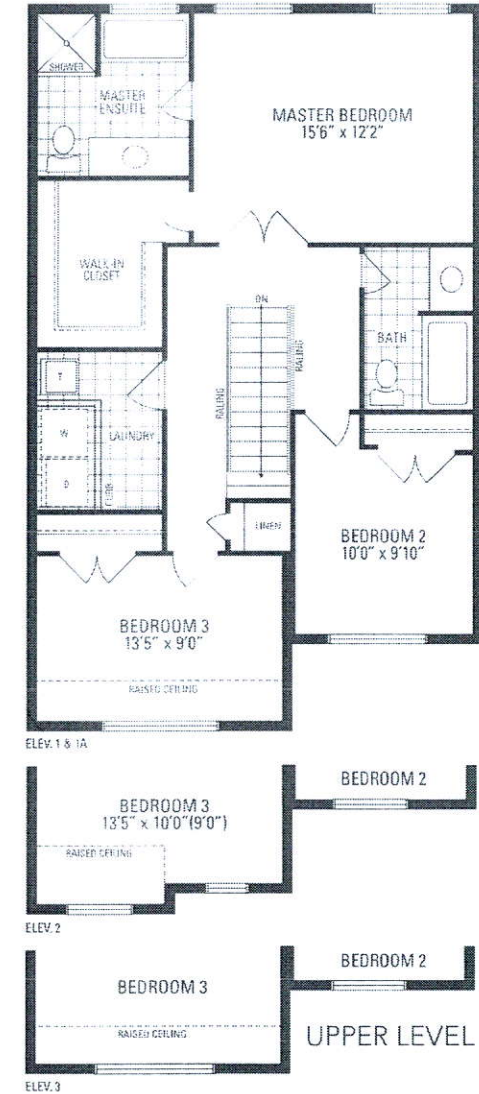 SHOWER
MASTER
ENSUITE
MASTER BEDROOM
15'6" x 12'2"
WALK-IN
CLOSET
DN
RAILING
RAILING
BATH
T
W
D
LAUNDRY
CURB
LINEN
BEDROOM 2
10'0" x 9'10"
BEDROOM 3
13'5" x 9'0"
RAISED CEILING
ELEV. 1 & 1A
BEDROOM 3
13'5" x 10'0"(9'0")
BEDROOM 2
RAISED CEILING
ELEV. 2
BEDROOM 3
BEDROOM 2
RAISED CEILING
UPPER LEVEL
ELEV. 3